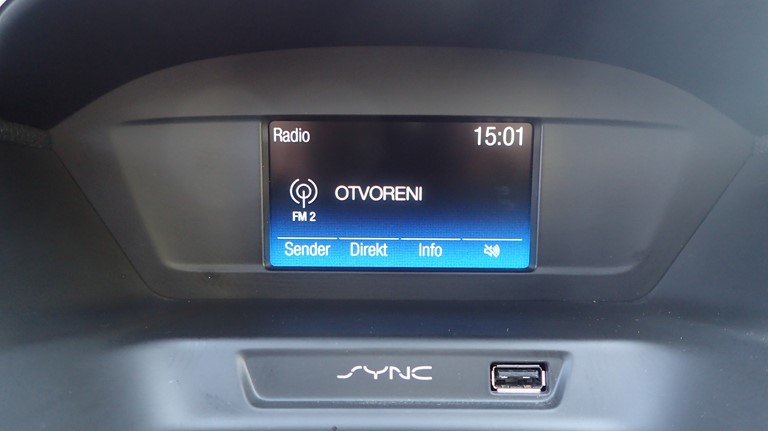 Radio 15:01
OTVORENI
FM 2
Sender Direkt Info
SYNC